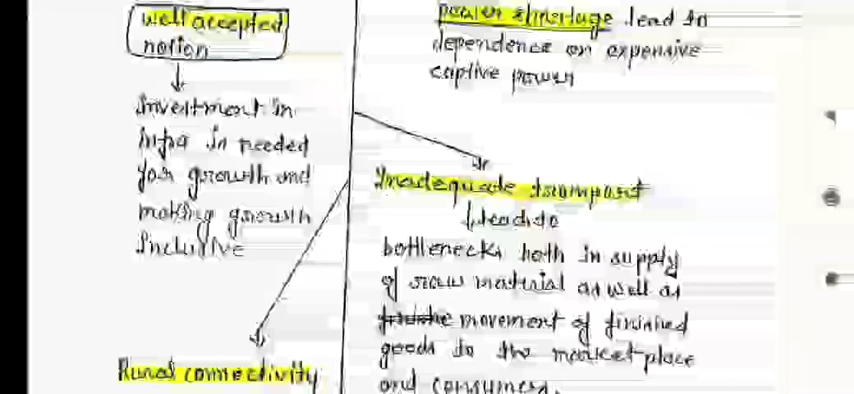 well accepted
notion
Investment in
infra is needed
for growth and
making growth
inclusive
power shortage lead to
dependence on expensive
captive power
Inadequate transport
leads to
bottlenecks both in supply
of raw material as well as
movement of finished
goods to the market place
and consumers.
Rural connectivity